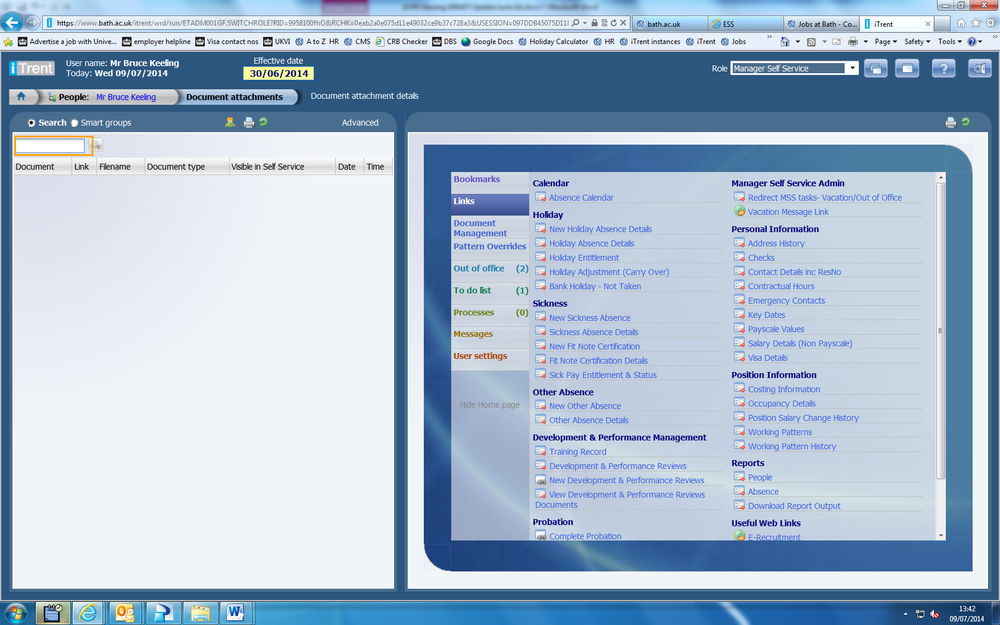 https://www.bath.ac.uk/itrent/wrd/run/ETADM001GF.SWITCHROLE?RID=9958100fhO&RCHK=0eab2a0e075d11e49032ce9b37c728a3&USESSION=097DDB45075D11
bath.ac.uk
ESS
Jobs at Bath - Co...
iTrent
Advertise a job with Unive...
employer helpline
Visa contact nos
UKVI
A to Z HR
CMS
CRB Checker
DBS
Google Docs
Holiday Calculator
HR
iTrent instances
iTrent
Jobs
Page
Safety
Tools
iTrent
User name: Mr Bruce Keeling
Today: Wed 09/07/2014
Effective date
30/06/2014
Role
Manager Self Service
People: Mr Bruce Keeling
Document attachments
Document attachment details
Search
Smart groups
Advanced
Document
Link
Filename
Document type
Visible in Self Service
Date
Time
Bookmarks
Links
Document
Management
Pattern Overrides
Out of office (2)
To do list (1)
Processes (0)
Messages
User settings
Hide Home page
Calendar
Absence Calendar
Holiday
New Holiday Absence Details
Holiday Absence Details
Holiday Entitlement
Holiday Adjustment (Carry Over)
Bank Holiday - Not Taken
Sickness
New Sickness Absence
Sickness Absence Details
New Fit Note Certification
Fit Note Certification Details
Sick Pay Entitlement & Status
Other Absence
New Other Absence
Other Absence Details
Development & Performance Management
Training Record
Development & Performance Reviews
New Development & Performance Reviews
View Development & Performance Reviews
Documents
Probation
Complete Probation
Manager Self Service Admin
Redirect MSS tasks- Vacation/Out of Office
Vacation Message Link
Personal Information
Address History
Checks
Contact Details inc ResNo
Contractual Hours
Emergency Contacts
Key Dates
Payscale Values
Salary Details (Non Payscale)
Visa Details
Position Information
Costing Information
Occupancy Details
Position Salary Change History
Working Patterns
Working Pattern History
Reports
People
Absence
Download Report Output
Useful Web Links
E-Recruitment
13:42
09/07/2014